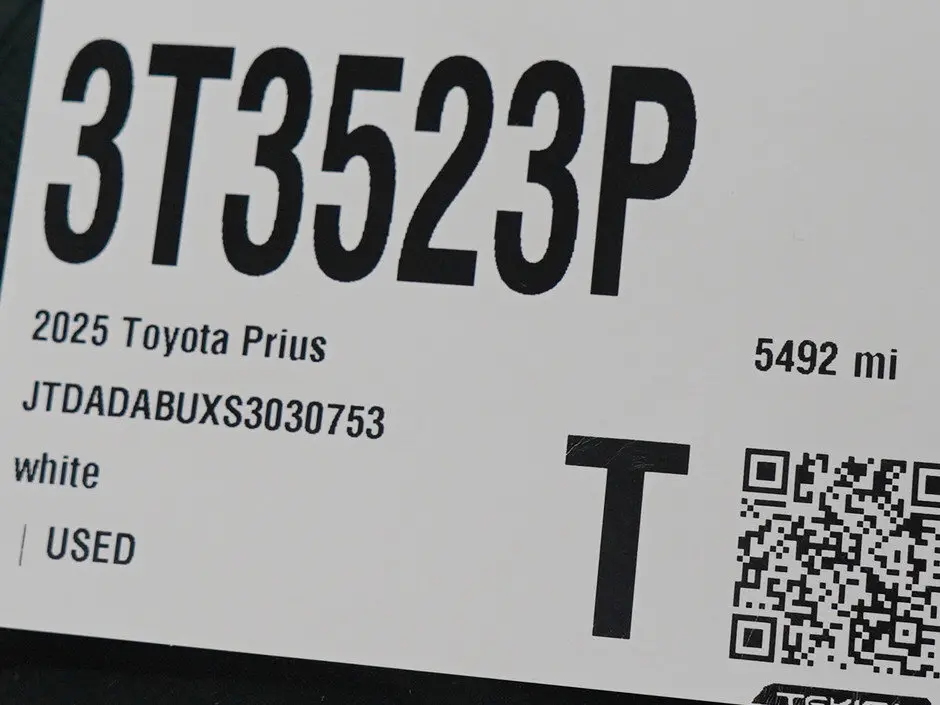 3T3523P
2025 Toyota Prius
5492 mi
JTDADABUXS3030753
white
T
USED